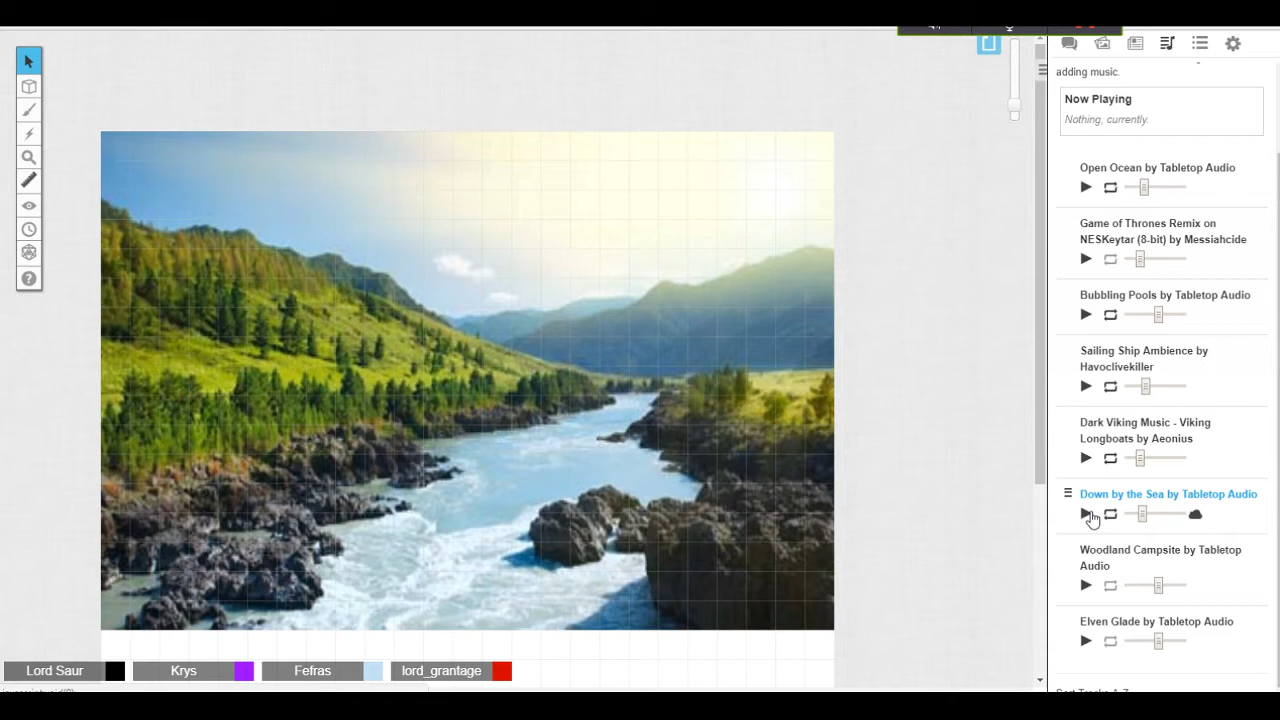 adding music.
Now Playing
Nothing, currently.
Open Ocean by Tabletop Audio
Game of Thrones Remix on
NESKeytar (8-bit) by Messiahcide
Bubbling Pools by Tabletop Audio
Sailing Ship Ambience by
Havoclivekiller
Dark Viking Music - Viking
Longboats by Aeonius
Down by the Sea by Tabletop Audio
Woodland Campsite by Tabletop
Audio
Elven Glade by Tabletop Audio
Lord Saur
Krys
Fefras
lord_grantage